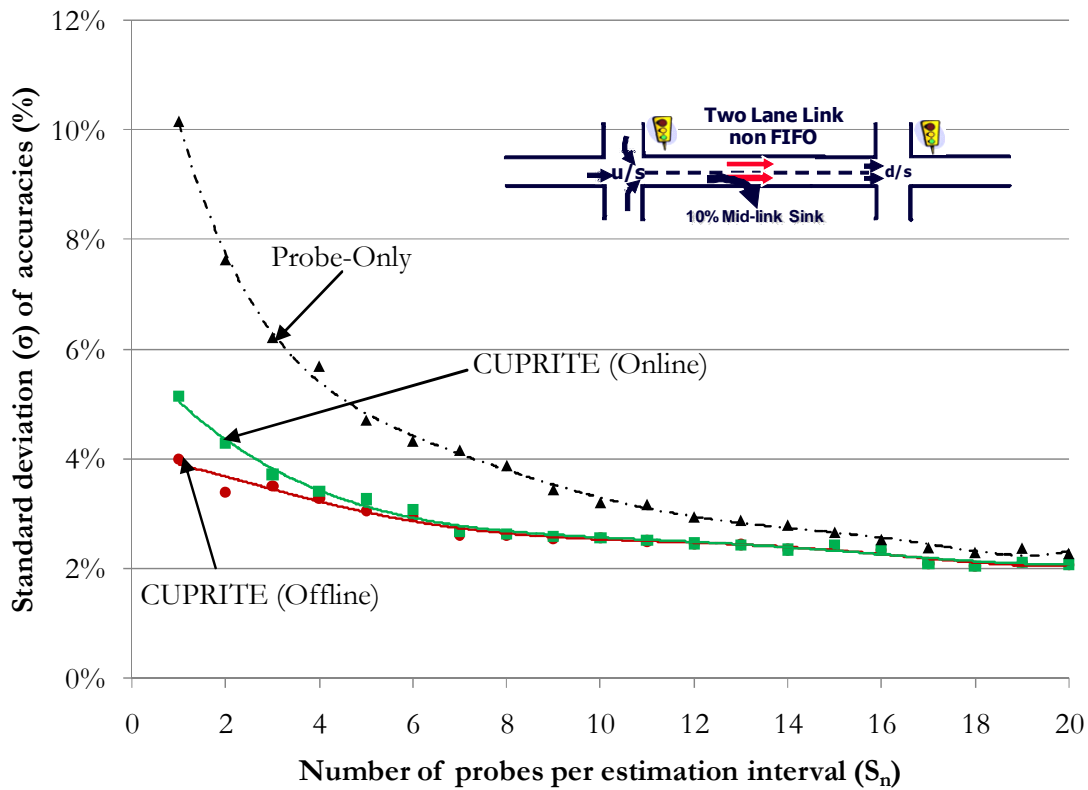 12%
10%
8%
6%
4%
2%
0%
0 2 4 6 8 10 12 14 16 18 20
Standard deviation (σ) of accuracies (%)
Number of probes per estimation interval (Sn)
Two Lane Link
non FIFO
u/s
d/s
10% Mid-link Sink
Probe-Only
CUPRITE (Online)
CUPRITE (Offline)